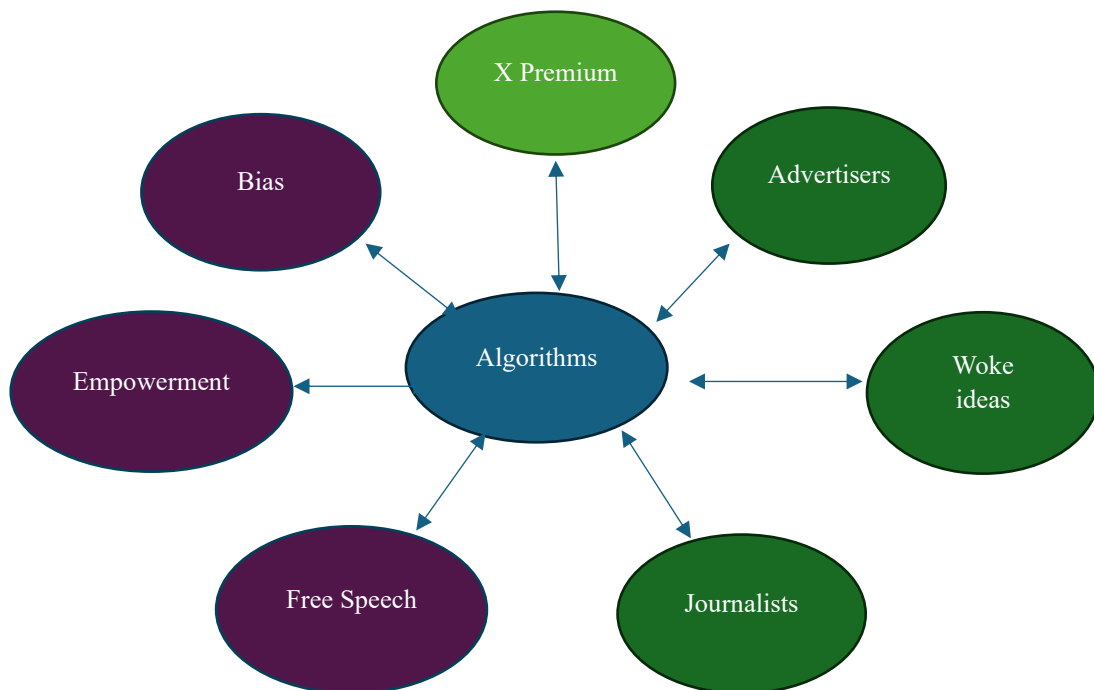 X Premium
Advertisers
Bias
Algorithms
Woke
ideas
Empowerment
Free Speech
Journalists